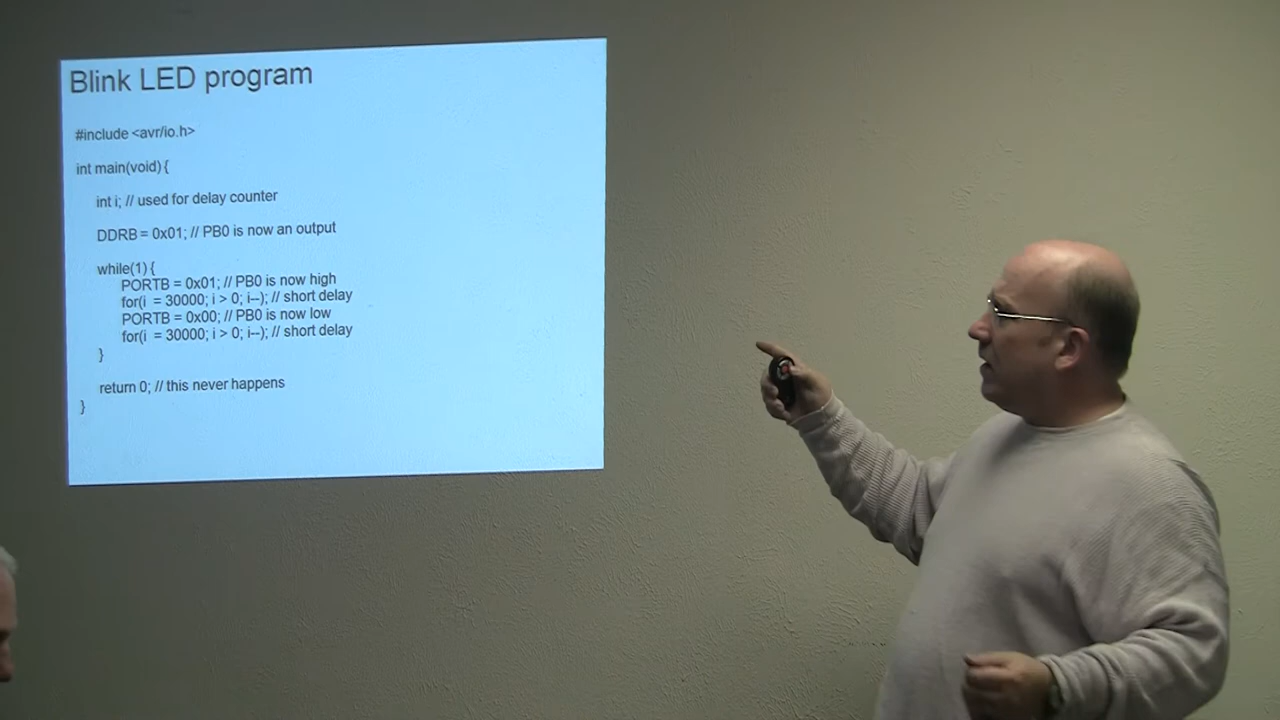 Blink LED program
#include <avr/io.h>
int main(void) {
int i; // used for delay counter
DDRB = 0x01; // PB0 is now an output
while(1) {
PORTB = 0x01; // PB0 is now high
for(i = 30000; i > 0; i--); // short delay
PORTB = 0x00; // PB0 is now low
for(i = 30000; i > 0; i--); // short delay
}
return 0; // this never happens
}